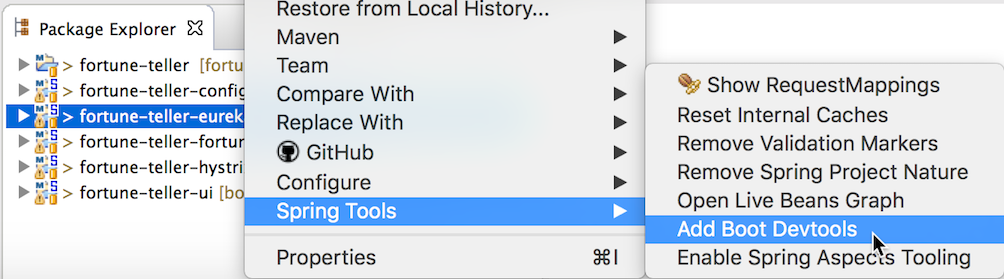 Package Explorer
> fortune-teller [fortu
> fortune-teller-config
> fortune-teller-eurek
> fortune-teller-fortun
> fortune-teller-hystri
> fortune-teller-ui [bo
Restore from Local History...
Maven
Team
Compare With
Replace With
GitHub
Configure
Spring Tools
Properties ⌘I
Show RequestMappings
Reset Internal Caches
Remove Validation Markers
Remove Spring Project Nature
Open Live Beans Graph
Add Boot Devtools
Enable Spring Aspects Tooling